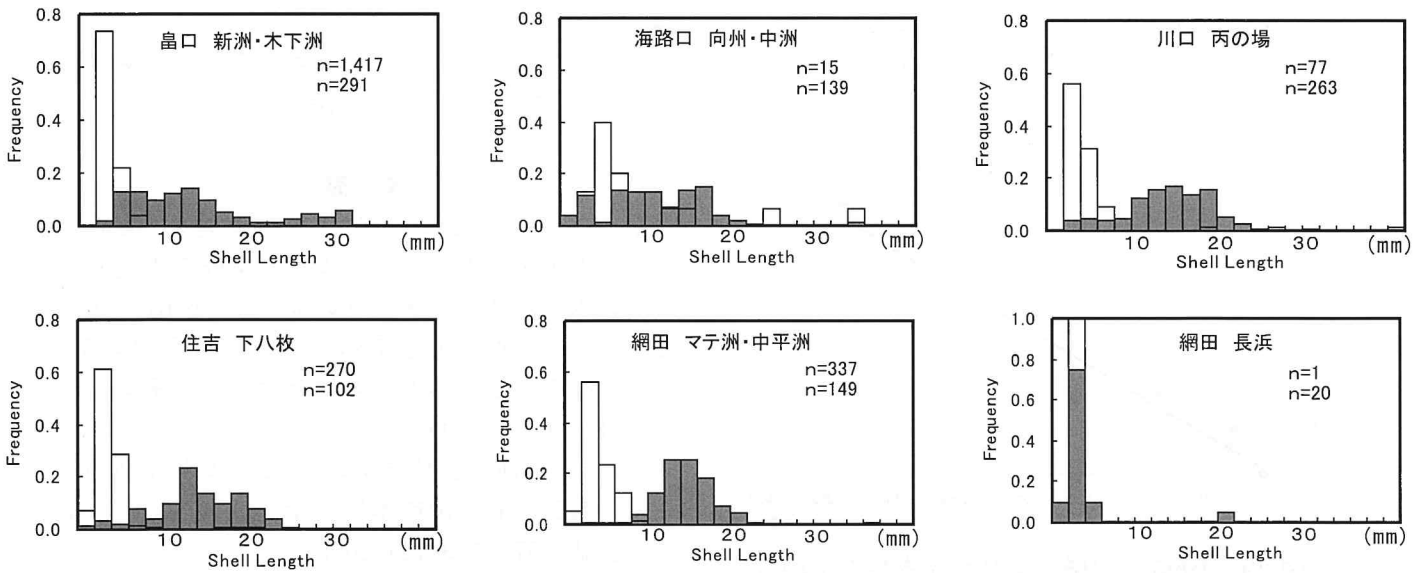 0.8
0.6
0.4
0.2
0.0
Frequency
畠口 新洲・木下洲
n=1,417
n=291
10 20 30 (mm)
Shell Length
0.8
0.6
0.4
0.2
0.0
Frequency
海路口 向州・中洲
n=15
n=139
10 20 30 (mm)
Shell Length
0.8
0.6
0.4
0.2
0.0
Frequency
川口 丙の場
n=77
n=263
10 20 30 (mm)
Shell Length
0.8
0.6
0.4
0.2
0.0
Frequency
住吉 下八枚
n=270
n=102
10 20 30 (mm)
Shell Length
0.8
0.6
0.4
0.2
0.0
Frequency
網田 マテ洲・中平洲
n=337
n=149
10 20 30 (mm)
Shell Length
1.0
0.8
0.6
0.4
0.2
0.0
Frequency
網田 長浜
n=1
n=20
10 20 30 (mm)
Shell Length